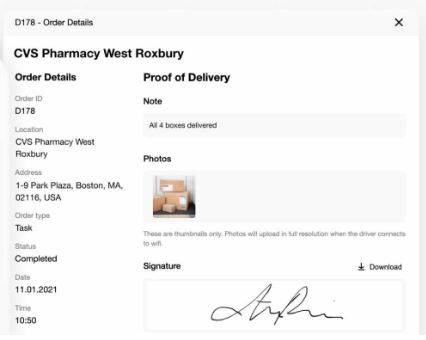 D178 - Order Details
CVS Pharmacy West Roxbury
Order Details
Order ID
D178
Location
CVS Pharmacy West
Roxbury
Address
1-9 Park Plaza, Boston, MA,
02116, USA
Order type
Task
Status
Completed
Date
11.01.2021
Time
10:50
Proof of Delivery
Note
All 4 boxes delivered
Photos
These are thumbnails only. Photos will upload in full resolution when the driver connects
to wifi.
Signature
Download